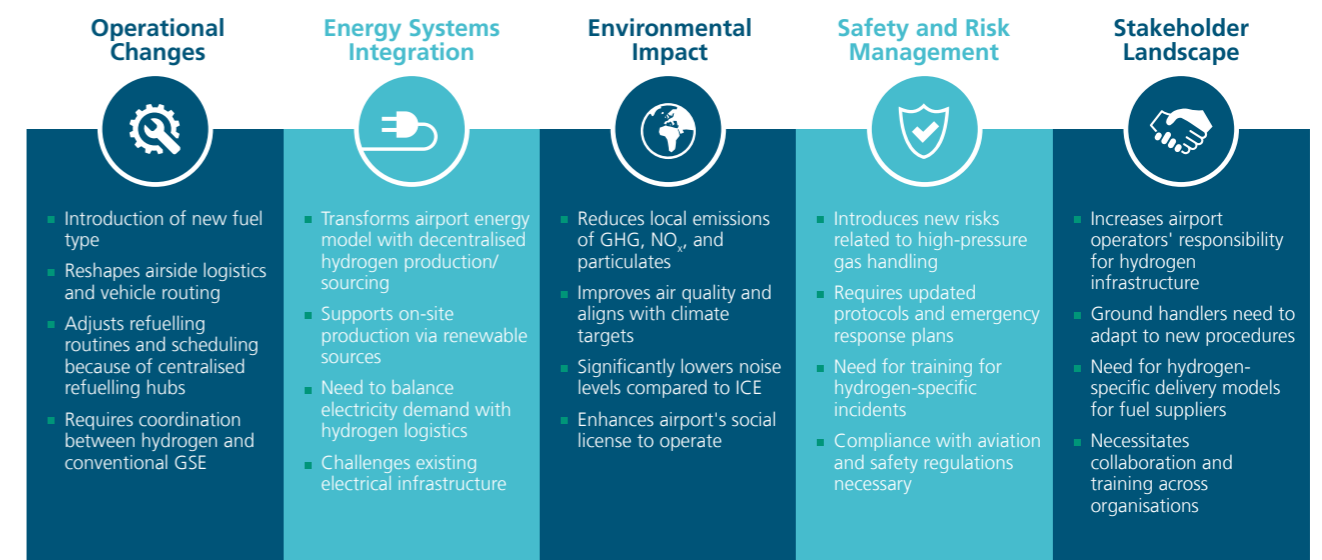 Operational
Changes
Introduction of new fuel
type
Reshapes airside logistics
and vehicle routing
Adjusts refuelling
routines and scheduling
because of centralised
refuelling hubs
Requires coordination
between hydrogen and
conventional GSE
Energy Systems
Integration
Transforms airport energy
model with decentralised
hydrogen production/
sourcing
Supports on-site
production via renewable
sources
Need to balance
electricity demand with
hydrogen logistics
Challenges existing
electrical infrastructure
Environmental
Impact
Reduces local emissions
of GHG, NOx, and
particulates
Improves air quality and
aligns with climate
targets
Significantly lowers noise
levels compared to ICE
Enhances airport's social
license to operate
Safety and Risk
Management
Introduces new risks
related to high-pressure
gas handling
Requires updated
protocols and emergency
response plans
Need for training for
hydrogen-specific
incidents
Compliance with aviation
and safety regulations
necessary
Stakeholder
Landscape
Increases airport
operators' responsibility
for hydrogen
infrastructure
Ground handlers need to
adapt to new procedures
Need for hydrogen-
specific delivery models
for fuel suppliers
Necessitates
collaboration and
training across
organisations